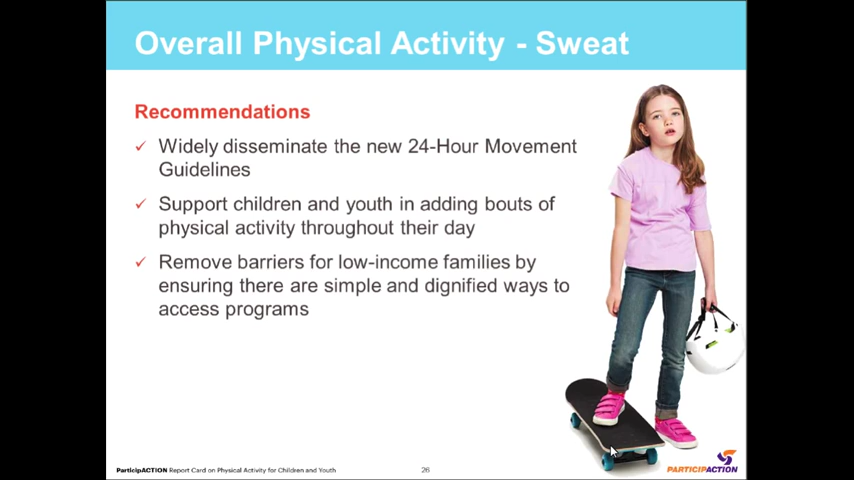 Overall Physical Activity - Sweat
Recommendations
✓ Widely disseminate the new 24-Hour Movement
Guidelines
✓ Support children and youth in adding bouts of
physical activity throughout their day
✓ Remove barriers for low-income families by
ensuring there are simple and dignified ways to
access programs
ParticipACTION Report Card on Physical Activity for Children and Youth
26
PARTICIPACTION